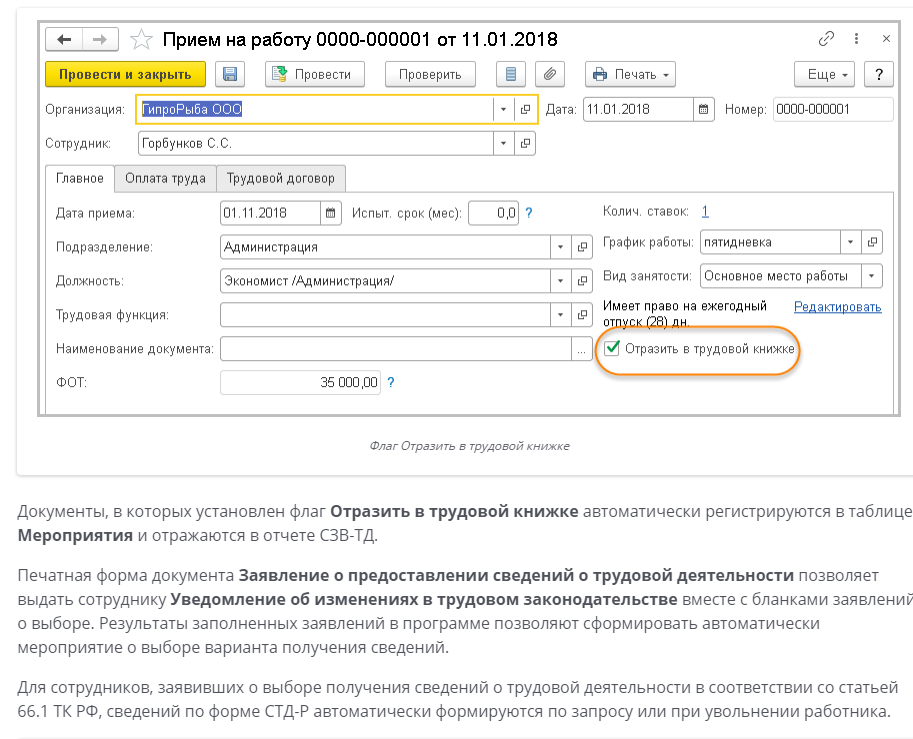 Прием на работу 0000-000001 от 11.01.2018
Провести и закрыть Провести Проверить Печать Еще ?
Организация: ГипроРыба ООО Дата: 11.01.2018 Номер: 0000-000001
Сотрудник: Горбунков С.С.
Главное Оплата труда Трудовой договор
Дата приема: 01.11.2018 Испыт. срок (мес): 0,0 ? Колич. ставок: 1
Подразделение: Администрация График работы: пятидневка
Должность: Экономист /Администрация/ Вид занятости: Основное место работы
Трудовая функция: Имеет право на ежегодный Редактировать
отпуск (28) дн.
Наименование документа: ... Отразить в трудовой книжке
ФОТ: 35 000,00 ?
Флаг Отразить в трудовой книжке
Документы, в которых установлен флаг Отразить в трудовой книжке автоматически регистрируются в таблице
Мероприятия и отражаются в отчете СЗВ-ТД.
Печатная форма документа Заявление о предоставлении сведений о трудовой деятельности позволяет
выдать сотруднику Уведомление об изменениях в трудовом законодательстве вместе с бланками заявлений
о выборе. Результаты заполненных заявлений в программе позволяют сформировать автоматически
мероприятие о выборе варианта получения сведений.
Для сотрудников, заявивших о выборе получения сведений о трудовой деятельности в соответствии со статьей
66.1 ТК РФ, сведений по форме СТД-Р автоматически формируются по запросу или при увольнении работника.